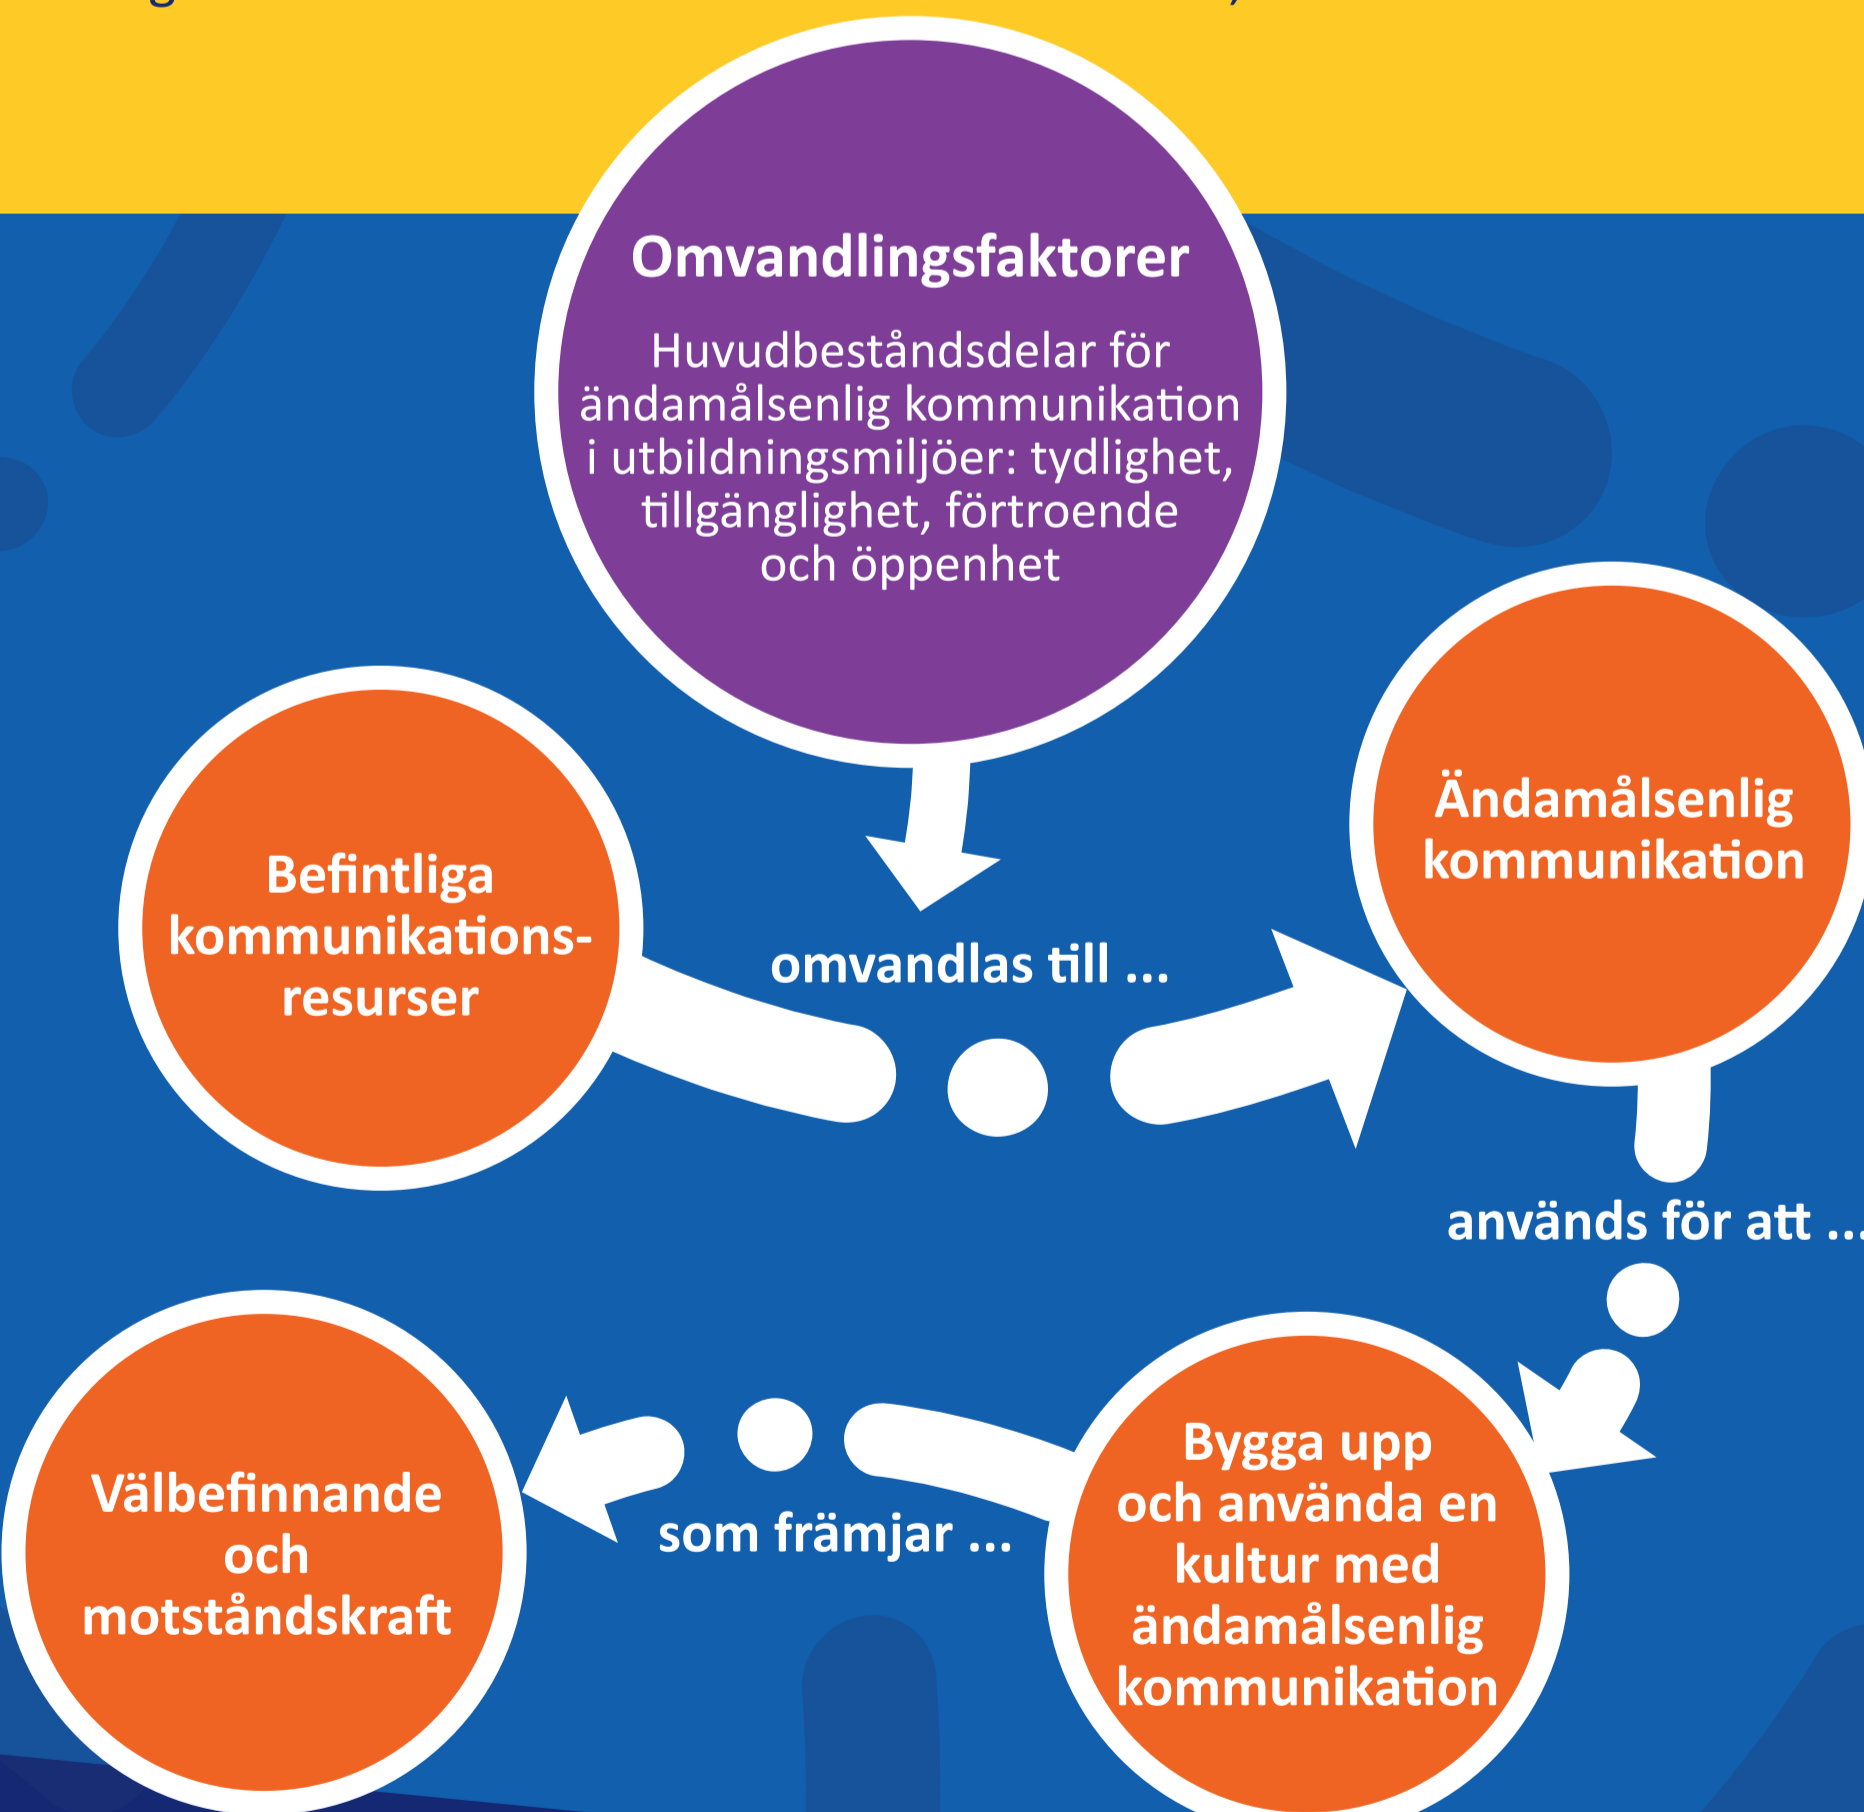 Omvandlingsfaktorer
Huvudbeståndsdelar för
ändamålsenlig kommunikation
i utbildningsmiljöer: tydlighet,
tillgänglighet, förtroende
och öppenhet
Befintliga
kommunikations-
resurser
omvandlas till ...
Ändamålsenlig
kommunikation
används för att ...
Bygga upp
och använda en
kultur med
ändamålsenlig
kommunikation
som främjar ...
Välbefinnande
och
motståndskraft